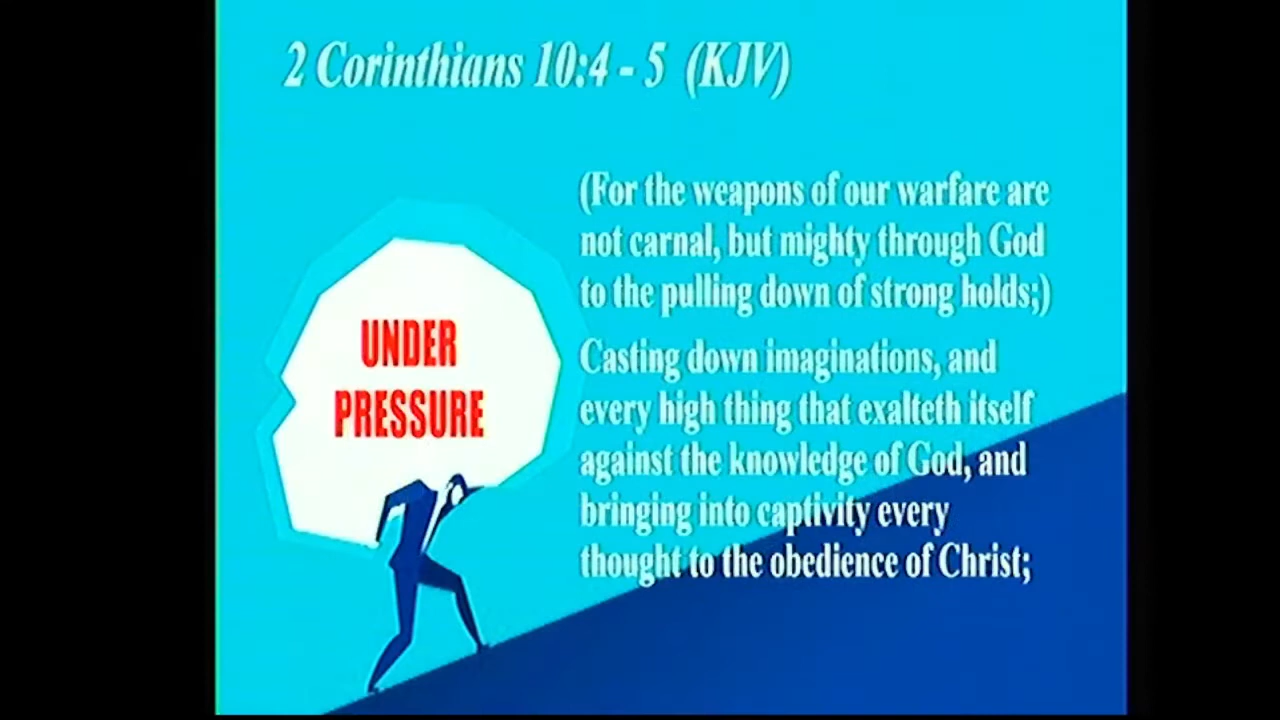 2 Corinthians 10:4 - 5 (KJV)
(For the weapons of our warfare are
not carnal, but mighty through God
to the pulling down of strong holds;)
Casting down imaginations, and
every high thing that exalteth itself
against the knowledge of God, and
bringing into captivity every
thought to the obedience of Christ;
UNDER
PRESSURE